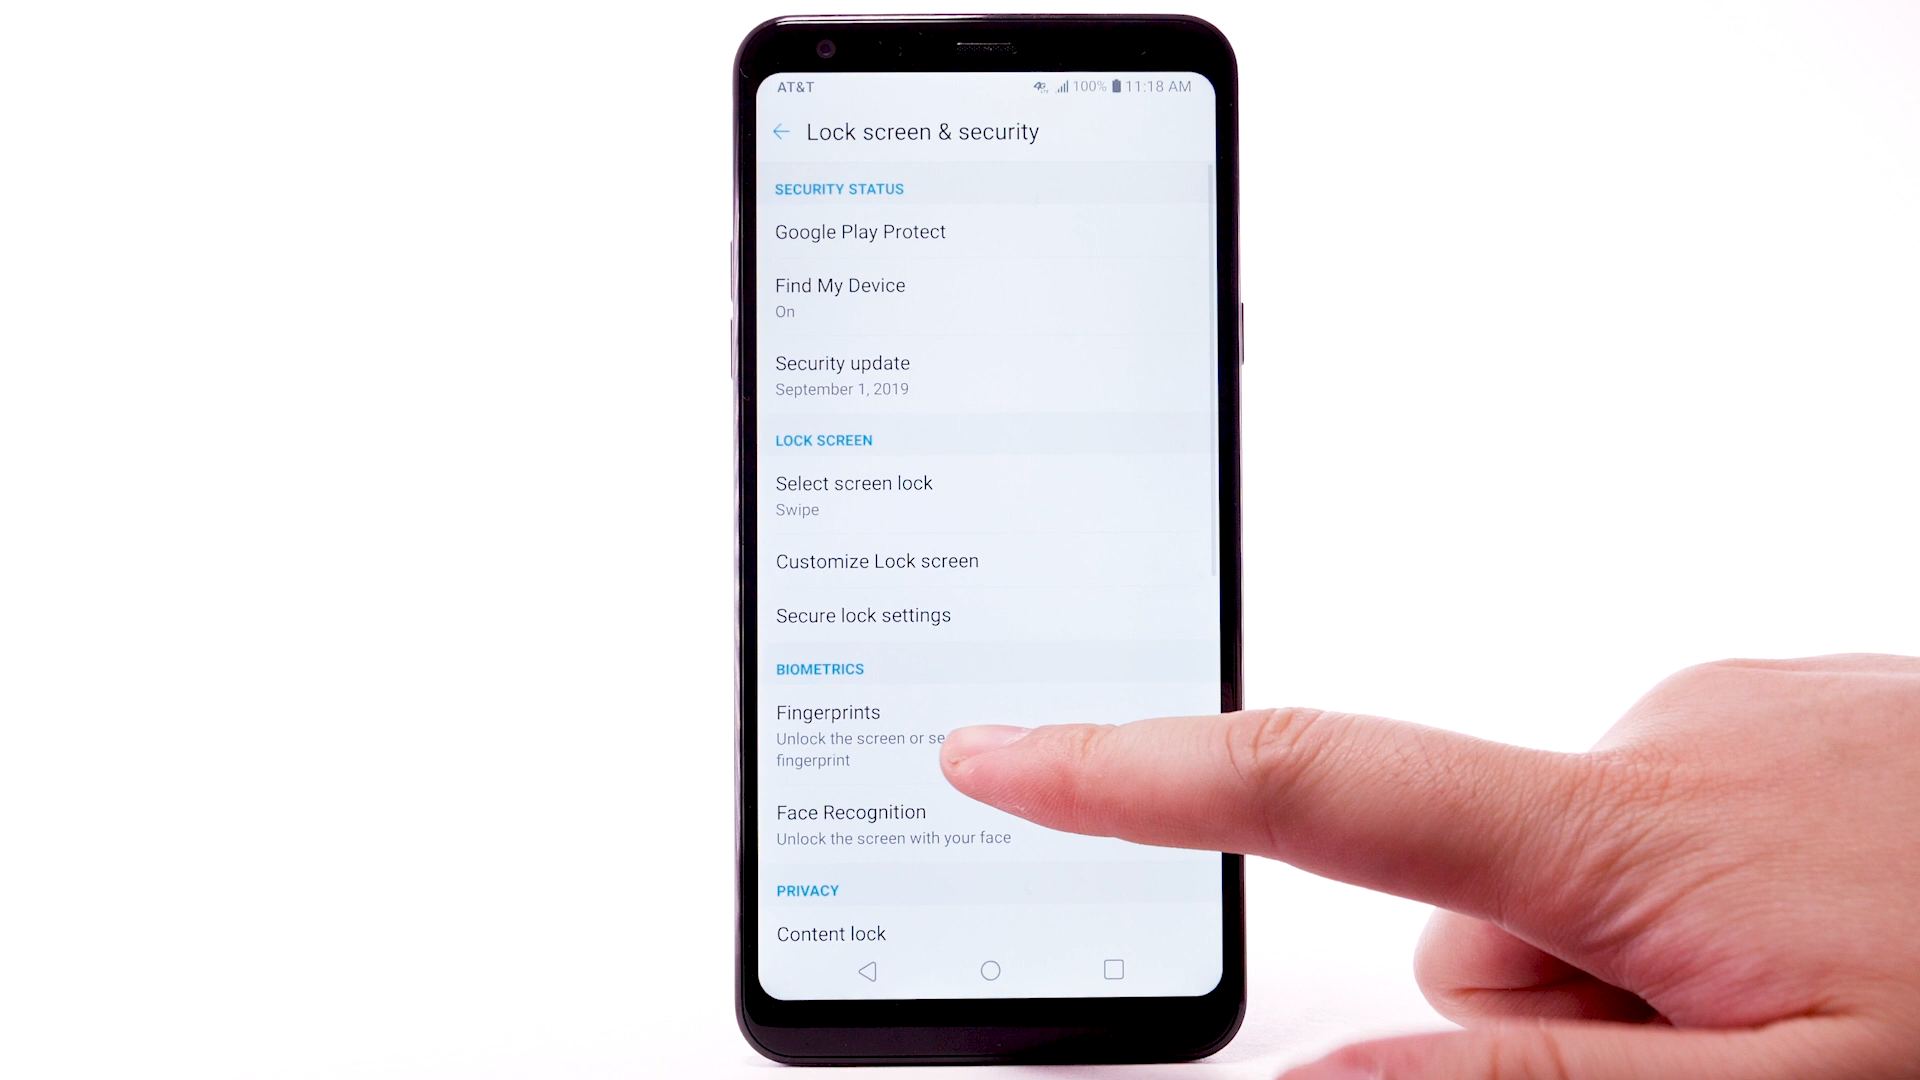 AT&T 4G LTE 100% 11:18 AM
Lock screen & security
SECURITY STATUS
Google Play Protect
Find My Device
On
Security update
September 1, 2019
LOCK SCREEN
Select screen lock
Swipe
Customize Lock screen
Secure lock settings
BIOMETRICS
Fingerprints
Unlock the screen or
fingerprint
Face Recognition
Unlock the screen with your face
PRIVACY
Content lock